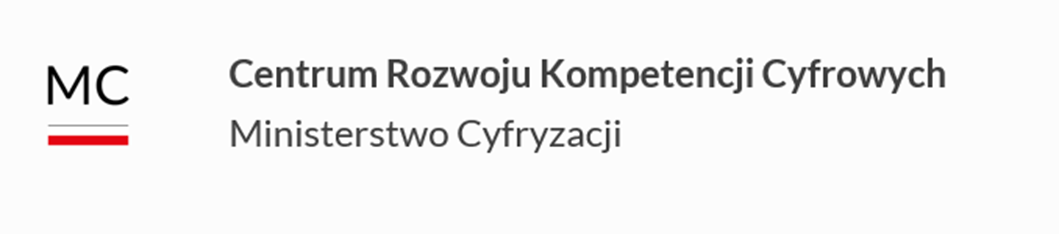 MC
Centrum Rozwoju Kompetencji Cyfrowych
Ministerstwo Cyfryzacji